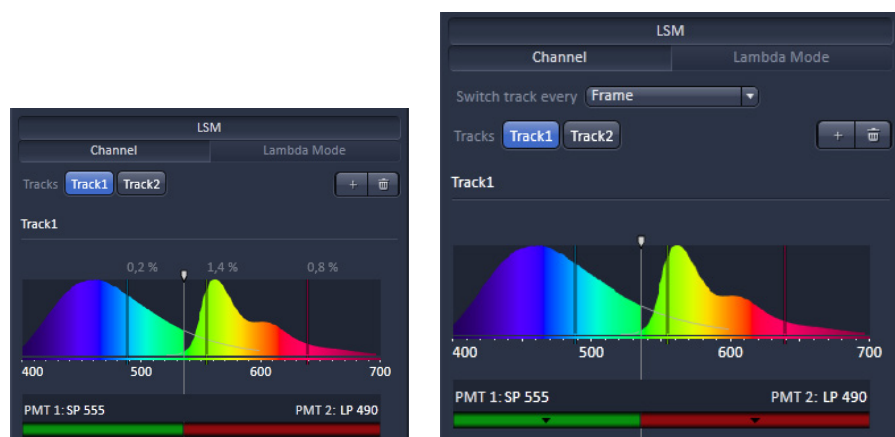 LSM
Channel Lambda Mode
Tracks Track1 Track2 +
Track1
0,2 % 1,4 % 0,8 %
400 500 600 700
PMT 1: SP 555 PMT 2: LP 490
LSM
Channel Lambda Mode
Switch track every Frame
Tracks Track1 Track2 +
Track1
400 500 600 700
PMT 1: SP 555 PMT 2: LP 490